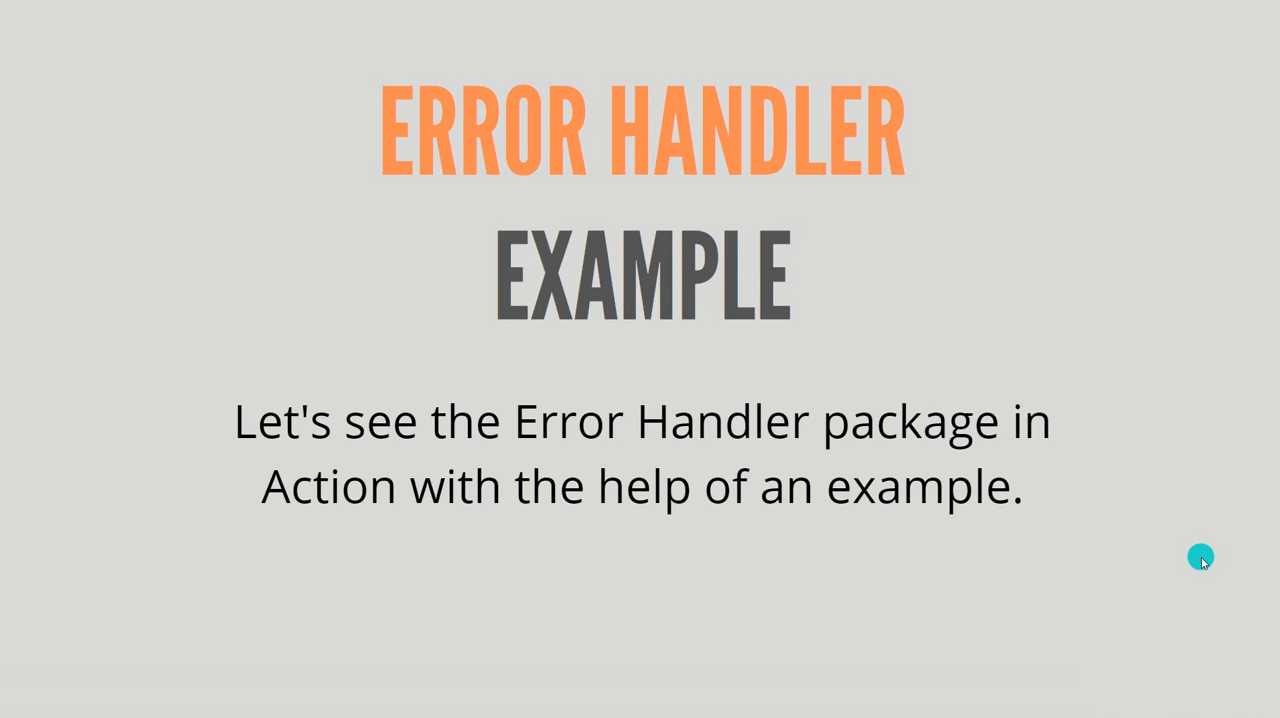 ERROR HANDLER
EXAMPLE
Let's see the Error Handler package in
Action with the help of an example.